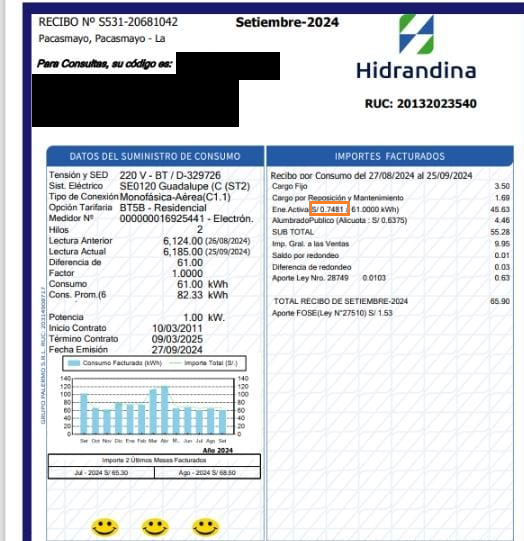 RECIBO Nº S531-20681042
Setiembre-2024
Pacasmayo, Pacasmayo - La
Para Consultas, su código es:
Hidrandina
RUC: 20132023540
DATOS DEL SUMINISTRO DE CONSUMO
Tensión y SED 220 V - BT / D-329726
Sist. Eléctrico SE0120 Guadalupe (C (ST2)
Tipo de Conexión Monofásica-Aérea(C1.1)
Opción Tarifaria BT5B - Residencial
Medidor Nº 000000016925441 - Electrón.
Hilos 2
Lectura Anterior 6,124.00 (26/08/2024)
Lectura Actual 6,185.00 (25/09/2024)
Diferencia de 61.00
Factor 1.0000
Consumo 61.00 kWh
Cons. Prom.(6 82.33 kWh
Potencia 1.00 kW.
Inicio Contrato 10/03/2011
Término Contrato 09/03/2025
Fecha Emisión 27/09/2024
Consumo Facturado (kWh) Importe Total (S/.)
140 140
120 120
100 100
80 80
60 60
40 40
20 20
0 0
Set Oct Nov Dic Ene Feb Mar Abr M.. Jun Jul Ago Set
Año 2024
Importe 2 Últimos Meses Facturados
Jul - 2024 S/ 65.30 Ago - 2024 S/ 68.50
IMPORTES FACTURADOS
Recibo por Consumo del 27/08/2024 al 25/09/2024
Cargo Fijo 3.50
Cargo por Reposición y Mantenimiento 1.69
Ene.Activa(S/ 0.7481 x 61.0000 kWh) 45.63
AlumbradoPublico (Alicuota : S/ 0.6375) 4.46
SUB TOTAL 55.28
Imp. Gral. a las Ventas 9.95
Saldo por redondeo 0.01
Diferencia de redondeo 0.03
Aporte Ley Nro. 28749 0.0103 0.63
TOTAL RECIBO DE SETIEMBRE-2024 65.90
Aporte FOSE(Ley N°27510) S/ 1.53